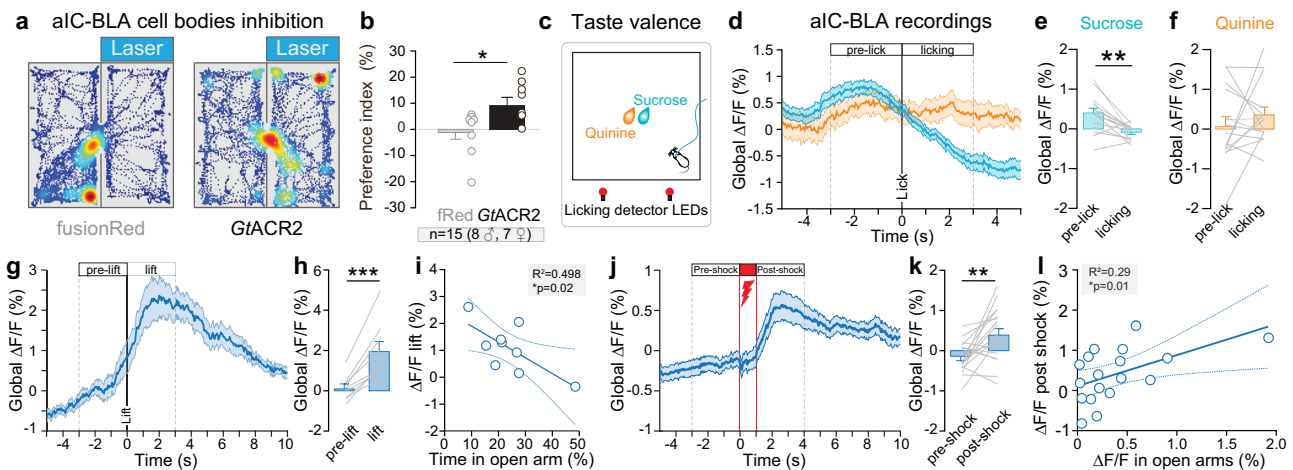 a aIC-BLA cell bodies inhibition
Laser
Laser
fusionRed
GtACR2
b
Preference index (%)
30
20
10
0
-10
-20
-30
*
fRed GtACR2
n=15 (8 ♂, 7 ♀)
c Taste valence
Sucrose
Quinine
Licking detector LEDs
d aIC-BLA recordings
Global ΔF/F (%)
1.5
1.0
0.5
0
-0.5
-1
-1.5
pre-lick
licking
Lick
-4 -2 0 2 4
Time (s)
e Sucrose
Global ΔF/F (%)
2
1
0
-1
-2
**
pre-lick
licking
f Quinine
Global ΔF/F (%)
2
1
0
-1
-2
pre-lick
licking
g
Global ΔF/F (%)
3
2
1
0
-1
pre-lift
lift
Lift
-4 -2 0 2 4 6 8 10
Time (s)
h
Global ΔF/F (%)
6
4
2
0
-2
***
pre-lift
lift
i
ΔF/F lift (%)
4
3
2
1
0
-1
-2
R²=0.498
*p=0.02
0 10 20 30 40 50
Time in open arm (%)
j
Global ΔF/F (%)
1
0.5
0
-0.5
-1
Pre-shock
Post-shock
-4 -2 0 2 4 6 8 10
Time (s)
k
Global ΔF/F (%)
2
1
0
-1
-2
**
pre-shock
post-shock
l
ΔF/F post shock (%)
4
3
2
1
0
-1
R²=0.29
*p=0.01
0 0.5 1.0 1.5 2.0
ΔF/F in open arms (%)